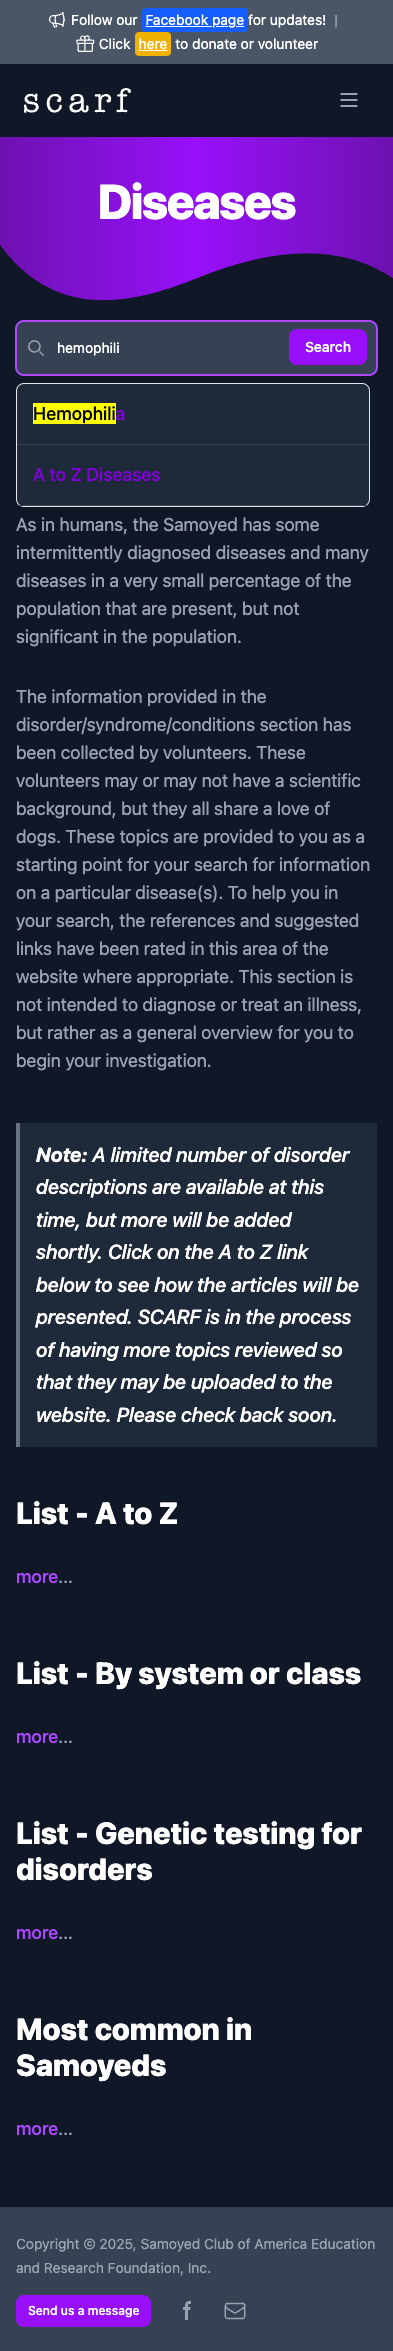 Follow our Facebook page for updates! |
Click here to donate or volunteer
scarf
Diseases
hemophili
Search
Hemophilia
A to Z Diseases
As in humans, the Samoyed has some
intermittently diagnosed diseases and many
diseases in a very small percentage of the
population that are present, but not
significant in the population.
The information provided in the
disorder/syndrome/conditions section has
been collected by volunteers. These
volunteers may or may not have a scientific
background, but they all share a love of
dogs. These topics are provided to you as a
starting point for your search for information
on a particular disease(s). To help you in
your search, the references and suggested
links have been rated in this area of the
website where appropriate. This section is
not intended to diagnose or treat an illness,
but rather as a general overview for you to
begin your investigation.
Note: A limited number of disorder
descriptions are available at this
time, but more will be added
shortly. Click on the A to Z link
below to see how the articles will be
presented. SCARF is in the process
of having more topics reviewed so
that they may be uploaded to the
website. Please check back soon.
List - A to Z
more...
List - By system or class
more...
List - Genetic testing for
disorders
more...
Most common in
Samoyeds
more...
Copyright © 2025, Samoyed Club of America Education
and Research Foundation, Inc.
Send us a message